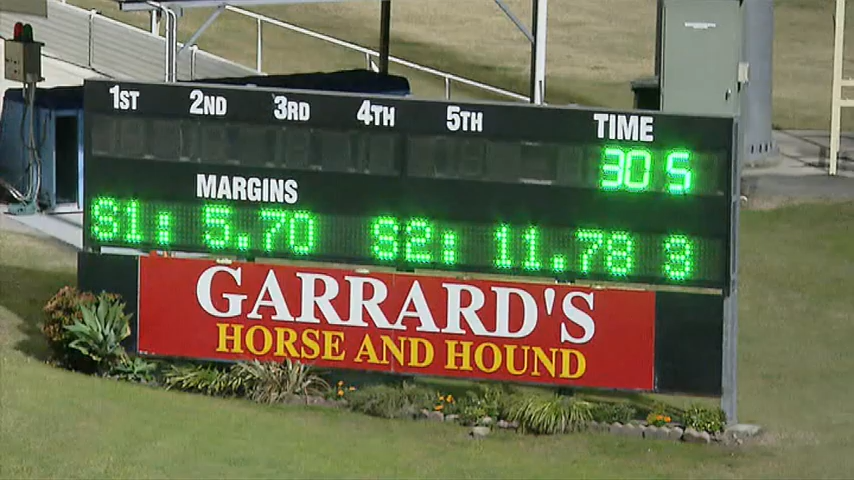 1ST 2ND 3RD 4TH 5TH TIME
30 5
MARGINS
S1: 5.70 S2: 11.78 3
GARRARD'S
HORSE AND HOUND